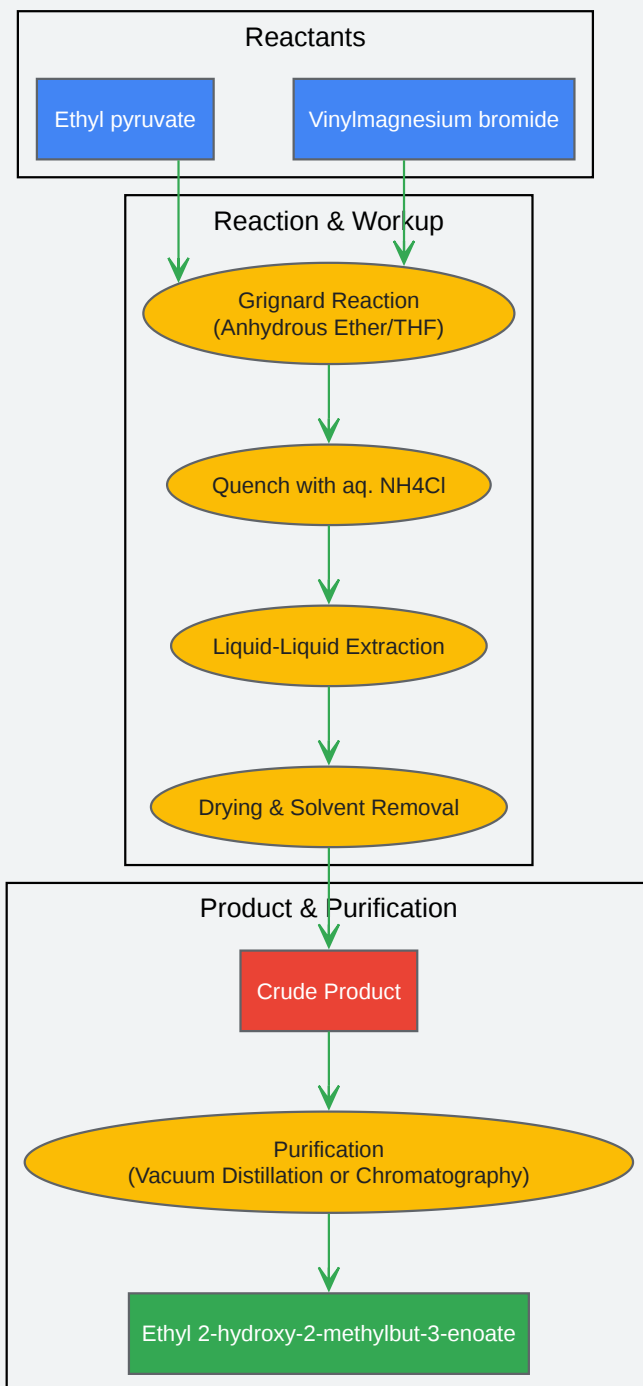 Reactants
Ethyl pyruvate
Vinylmagnesium bromide
Reaction & Workup
Grignard Reaction
(Anhydrous Ether/THF)
Quench with aq. NH4Cl
Liquid-Liquid Extraction
Drying & Solvent Removal
Product & Purification
Crude Product
Purification
(Vacuum Distillation or Chromatography)
Ethyl 2-hydroxy-2-methylbut-3-enoate